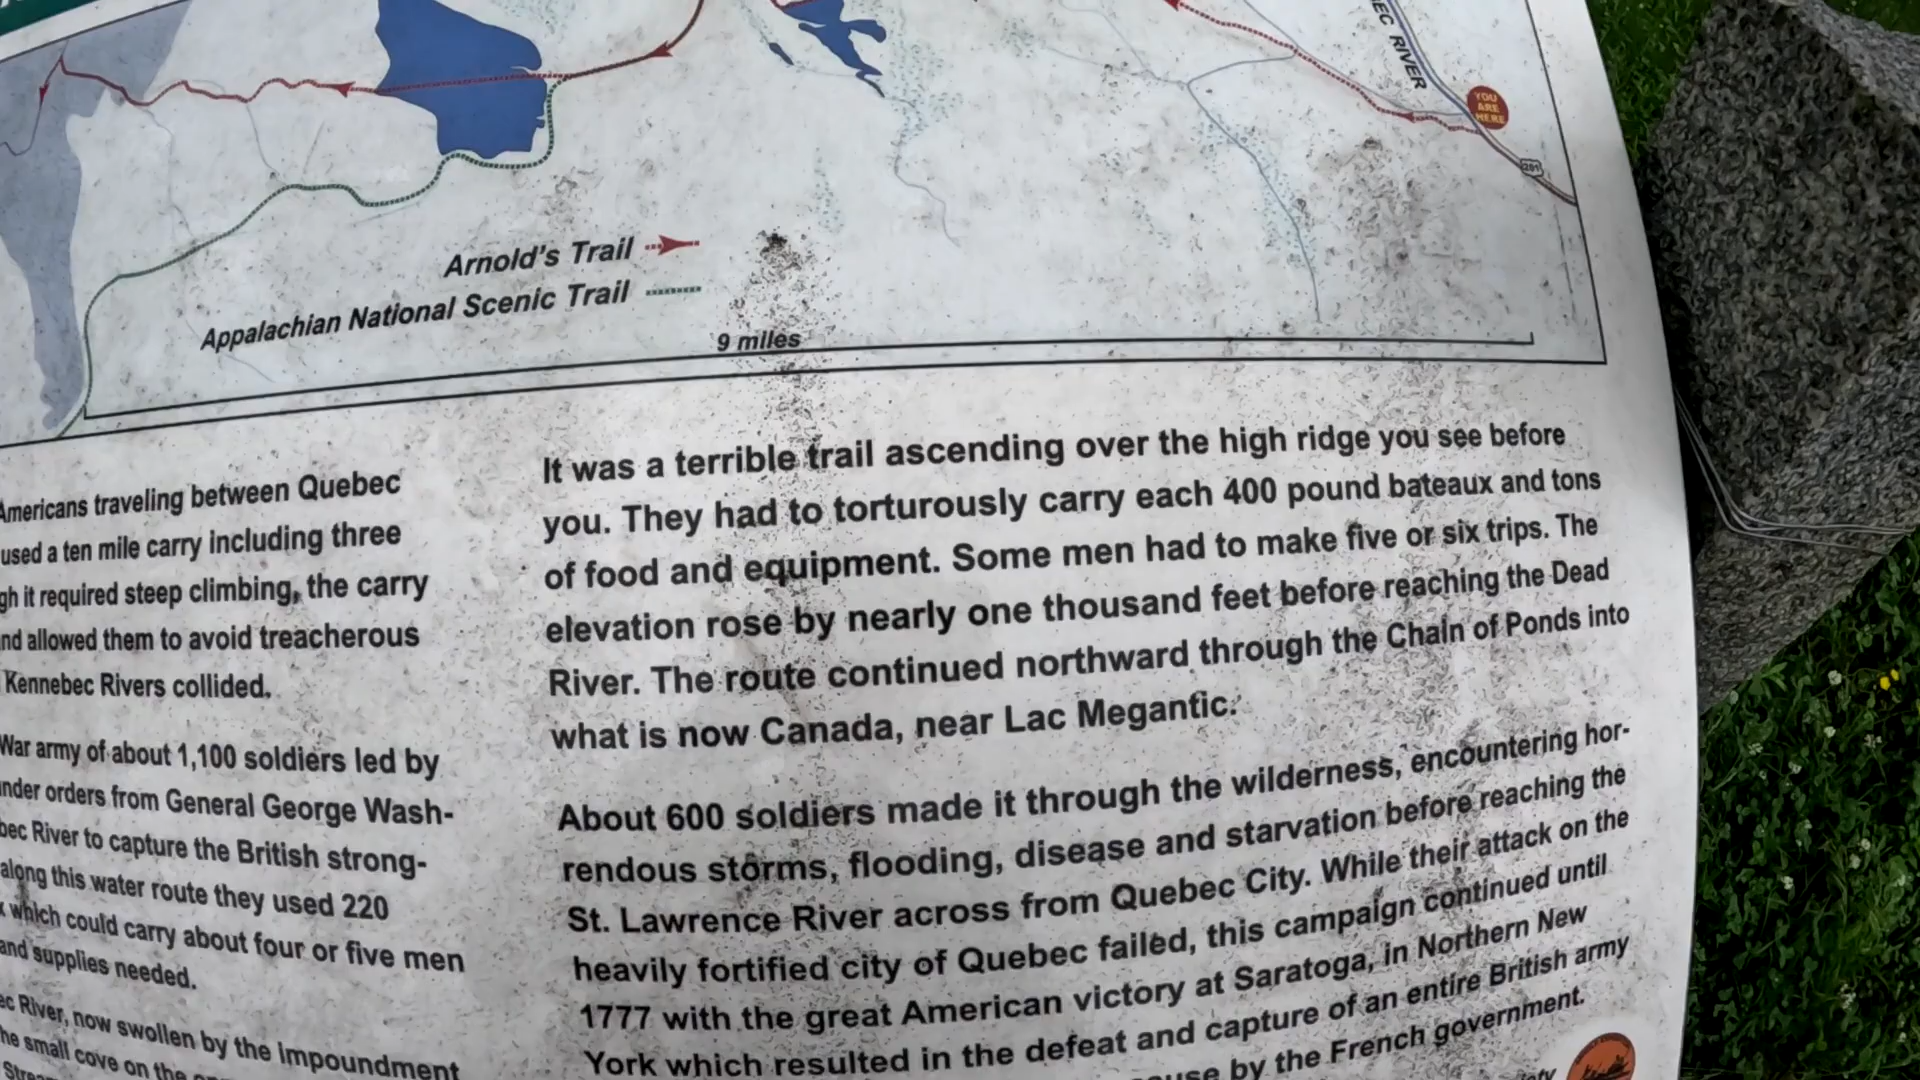 EC RIVER
YOU
ARE
HERE
201
Arnold's Trail
Appalachian National Scenic Trail
9 miles
Americans traveling between Quebec
used a ten mile carry including three
it required steep climbing, the carry
allowed them to avoid treacherous
Kennebec Rivers collided.
War army of about 1,100 soldiers led by
orders from General George Wash-
River to capture the British strong-
along this water route they used 220
which could carry about four or five men
and supplies needed.
River, now swollen by the impoundment
small cove on the
It was a terrible trail ascending over the high ridge you see before
you. They had to torturously carry each 400 pound bateaux and tons
of food and equipment. Some men had to make five or six trips. The
elevation rose by nearly one thousand feet before reaching the Dead
River. The route continued northward through the Chain of Ponds into
what is now Canada, near Lac Megantic.
About 600 soldiers made it through the wilderness, encountering hor-
rendous storms, flooding, disease and starvation before reaching the
St. Lawrence River across from Quebec City. While their attack on the
heavily fortified city of Quebec failed, this campaign continued until
1777 with the great American victory at Saratoga, in Northern New
York which resulted in the defeat and capture of an entire British army
by the French government.